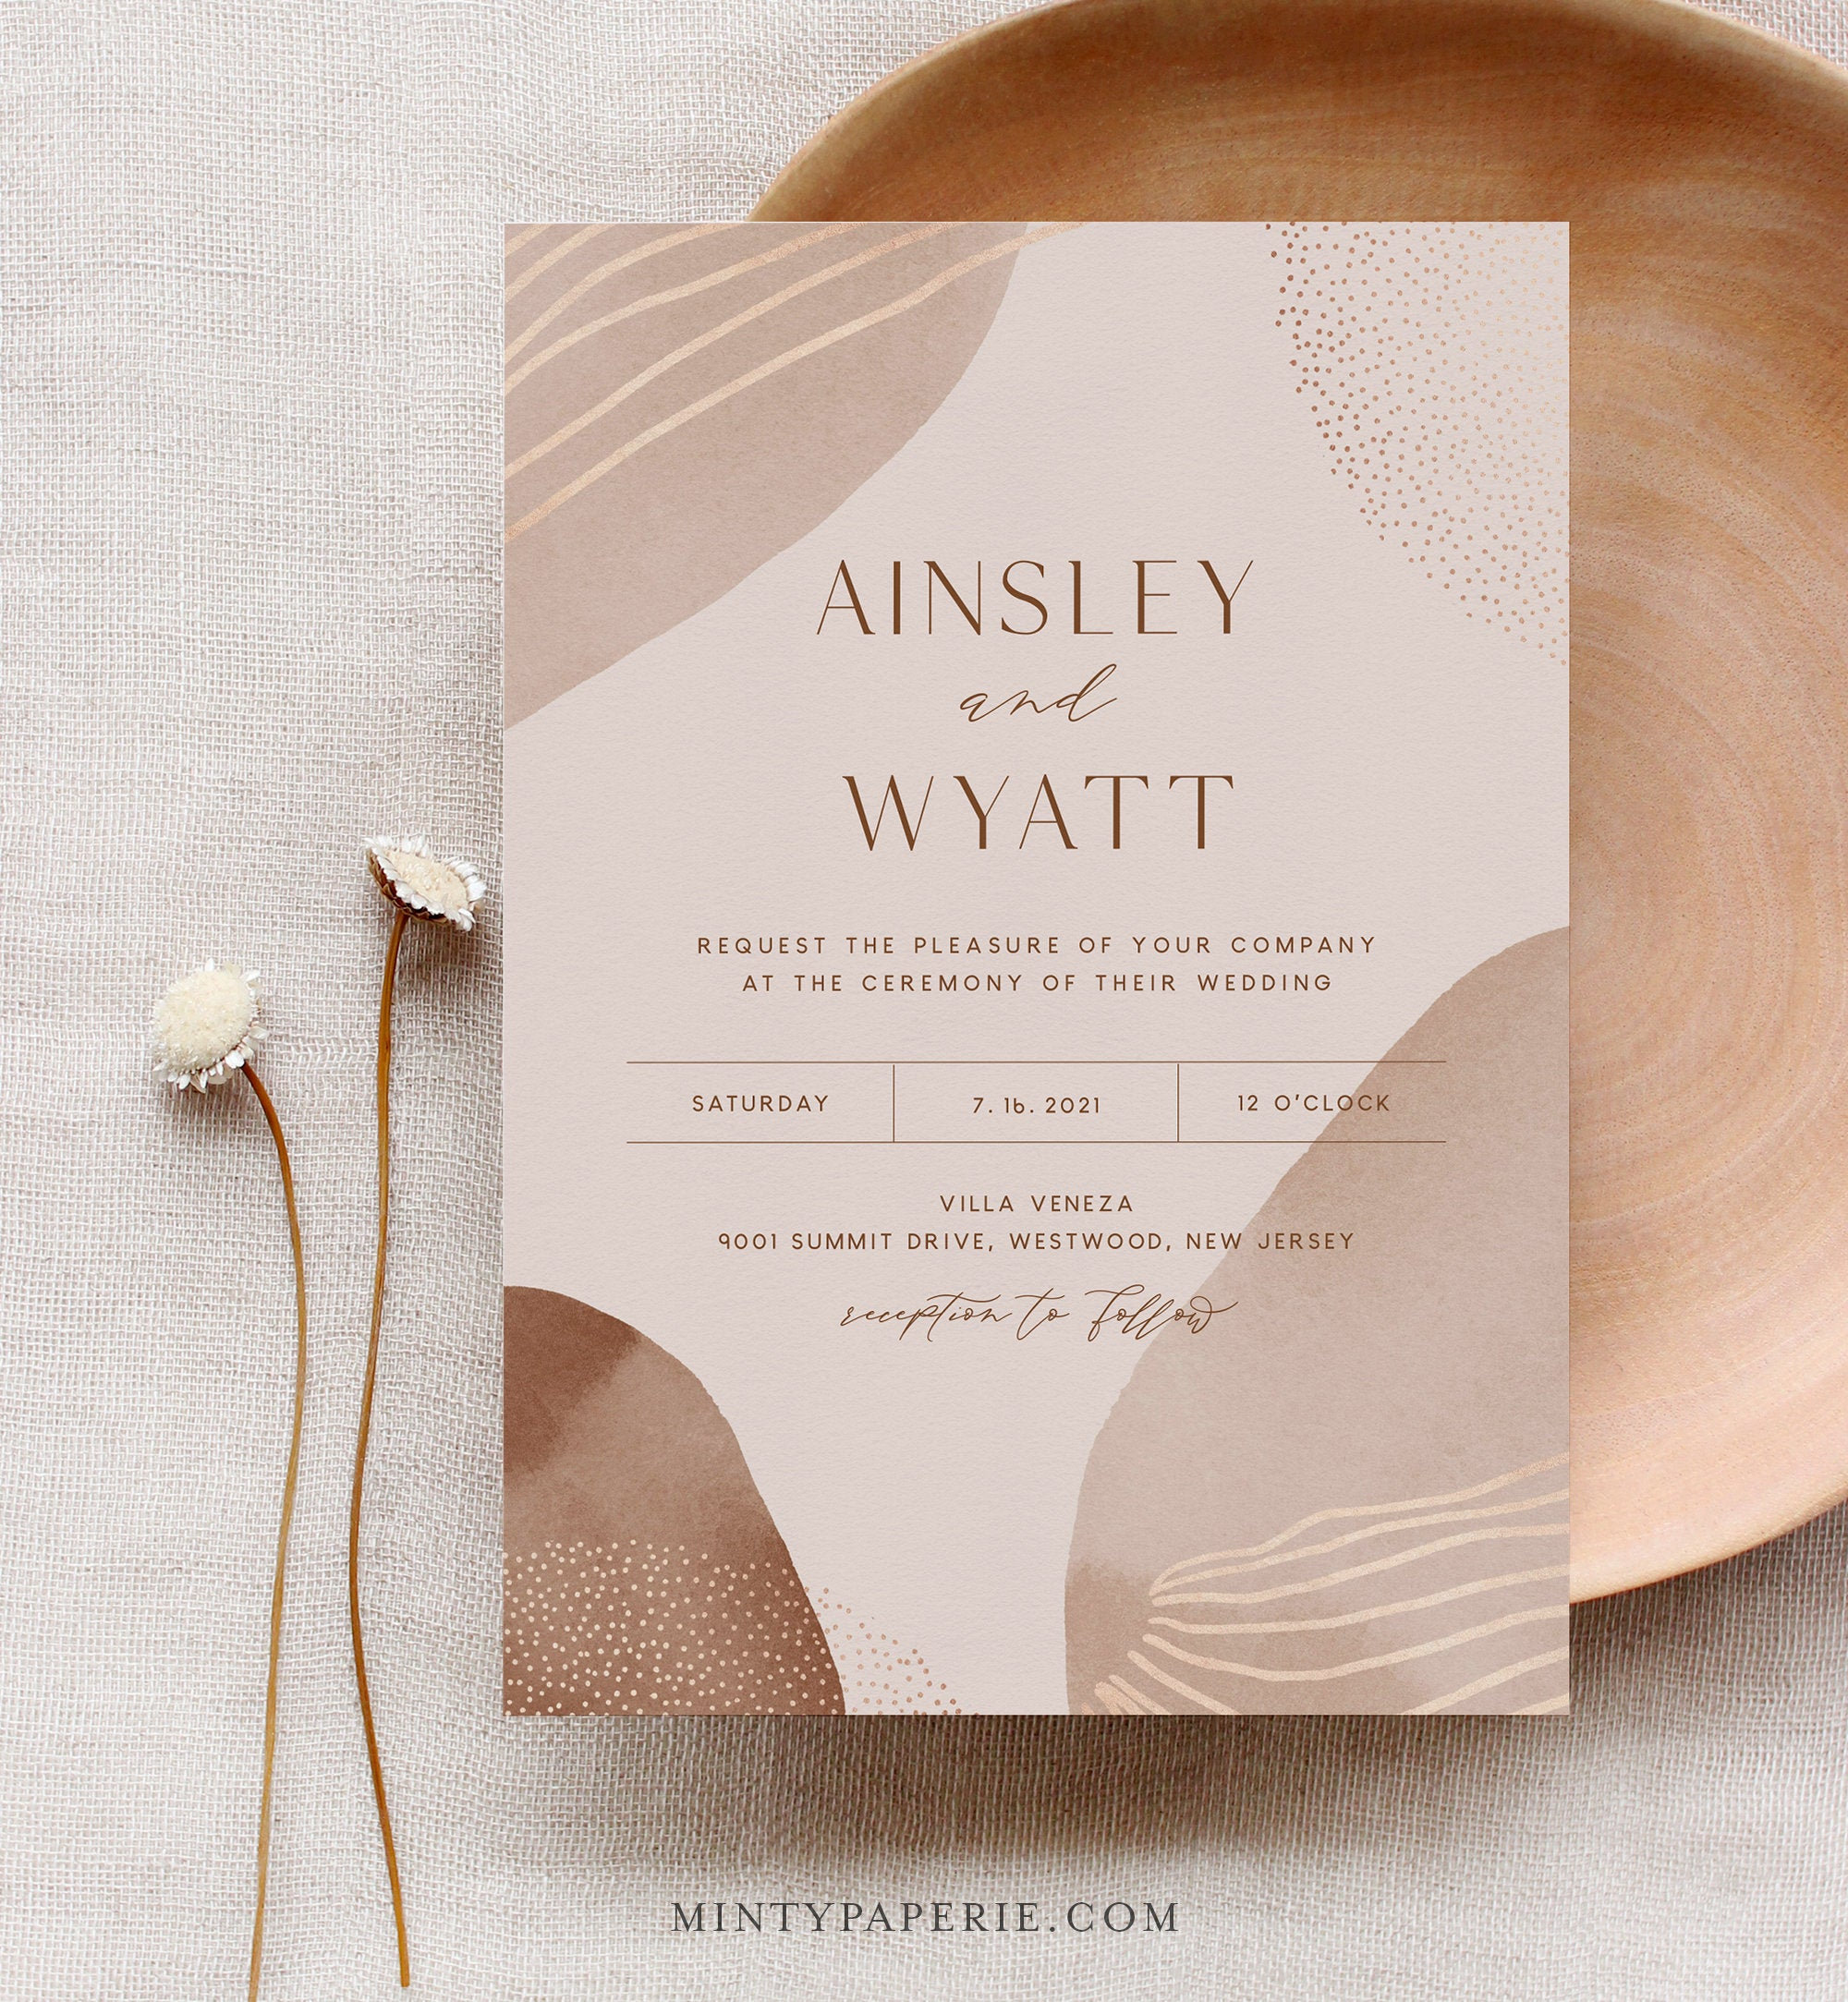 AINSLEY
and
WYATT
REQUEST THE PLEASURE OF YOUR COMPANY
AT THE CEREMONY OF THEIR WEDDING
SATURDAY 7.16.2021 12 O'CLOCK
VILLA VENEZA
9001 SUMMIT DRIVE, WESTWOOD, NEW JERSEY
reception to follow
MINTYPAPERIE.COM